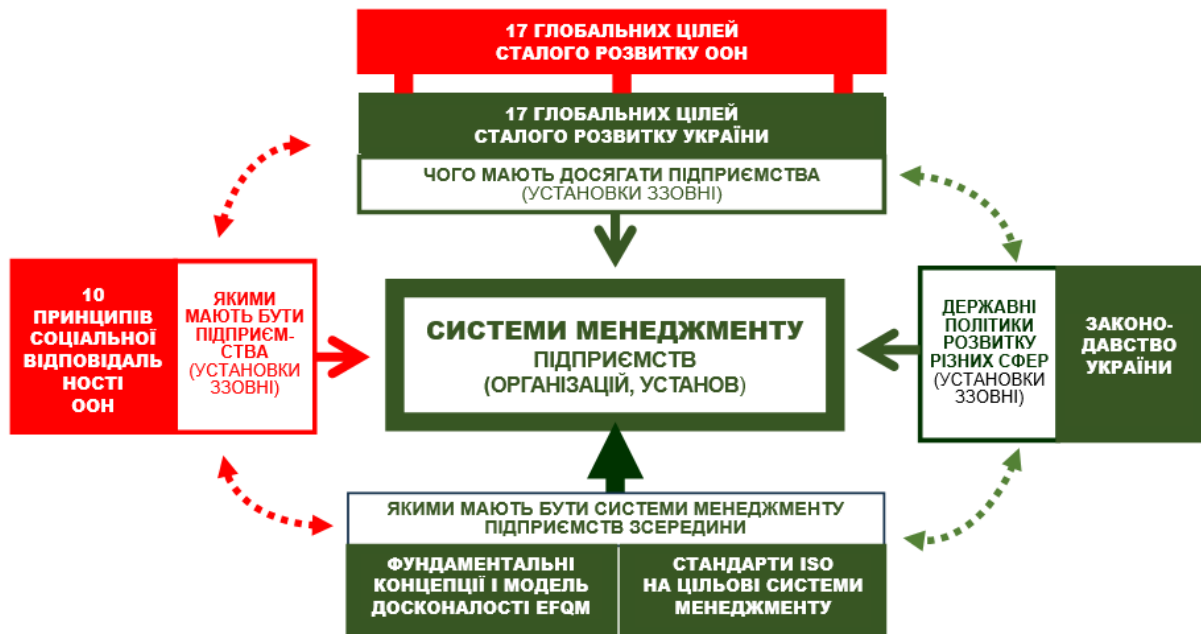 17 ГЛОБАЛЬНИХ ЦІЛЕЙ
СТАЛОГО РОЗВИТКУ ООН
17 ГЛОБАЛЬНИХ ЦІЛЕЙ
СТАЛОГО РОЗВИТКУ УКРАЇНИ
ЧОГО МАЮТЬ ДОСЯГАТИ ПІДПРИЄМСТВА
(УСТАНОВКИ ЗЗОВНІ)
10
ПРИНЦИПІВ
СОЦІАЛЬНОЇ
ВІДПОВІДАЛЬ
НОСТІ
ООН
ЯКИМИ
МАЮТЬ БУТИ
ПІДПРИЄМ-
СТВА
(УСТАНОВКИ
ЗЗОВНІ)
СИСТЕМИ МЕНЕДЖМЕНТУ
ПІДПРИЄМСТВ
(ОРГАНІЗАЦІЙ, УСТАНОВ)
ДЕРЖАВНІ
ПОЛІТИКИ
РОЗВИТКУ
РІЗНИХ СФЕР
(УСТАНОВКИ
ЗЗОВНІ)
ЗАКОНО-
ДАВСТВО
УКРАЇНИ
ЯКИМИ МАЮТЬ БУТИ СИСТЕМИ МЕНЕДЖМЕНТУ
ПІДПРИЄМСТВ ЗСЕРЕДИНИ
ФУНДАМЕНТАЛЬНІ
КОНЦЕПЦІЇ І МОДЕЛЬ
ДОСКОНАЛОСТІ EFQM
СТАНДАРТИ ISO
НА ЦІЛЬОВІ СИСТЕМИ
МЕНЕДЖМЕНТУ